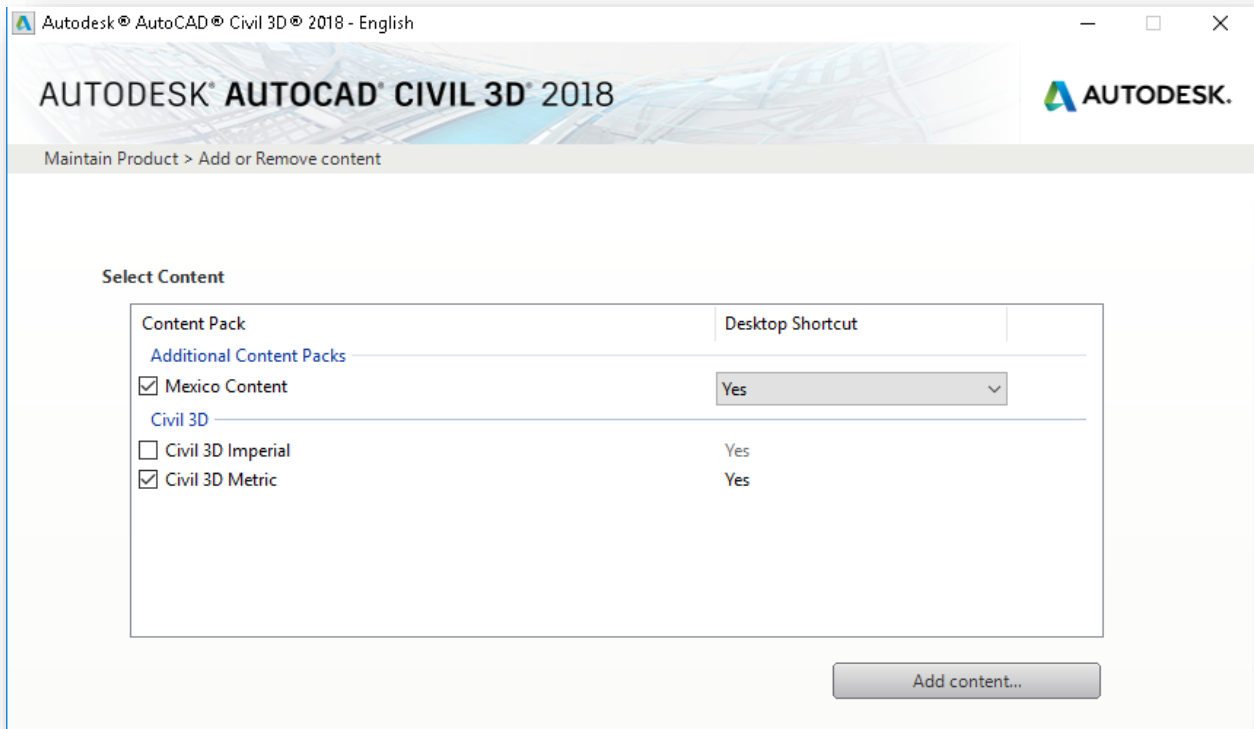 Autodesk® AutoCAD® Civil 3D® 2018 - English
AUTODESK® AUTOCAD® CIVIL 3D® 2018
AUTODESK.
Maintain Product > Add or Remove content
Select Content
Content Pack Desktop Shortcut
Additional Content Packs
Mexico Content Yes
Civil 3D
Civil 3D Imperial Yes
Civil 3D Metric Yes
Add content...